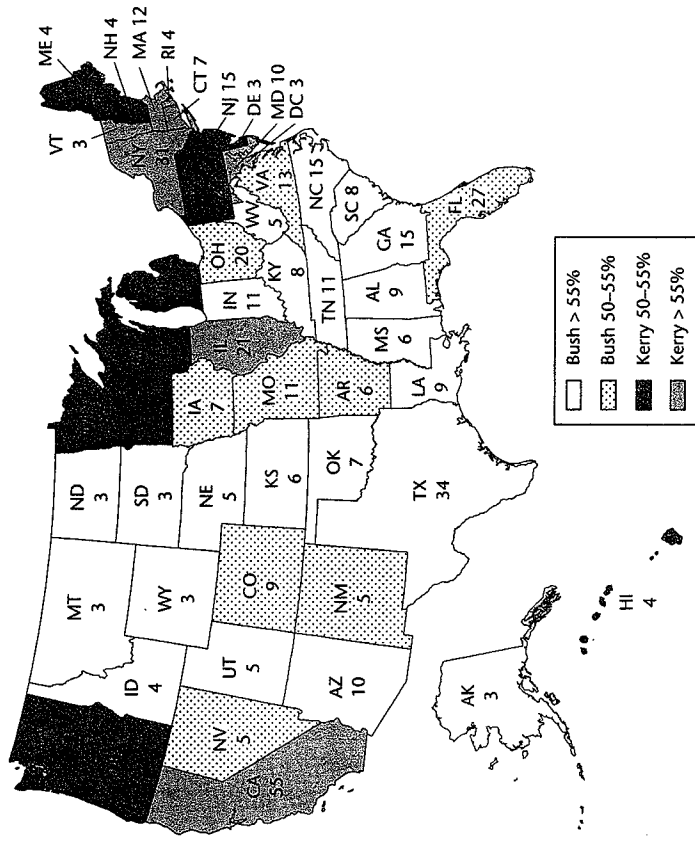 ME 4
NH 4
MA 12
RI 4
CT 7
NJ 15
DE 3
MD 10
DC 3
VT
3
NY
31
MT
3
ND
3
ID
4
WY
3
SD
3
IA
7
NE
5
IL
21
IN
11
OH
20
WV
5
VA
13
NV
5
UT
5
CO
9
KS
6
MO
11
KY
8
NC 15
CA
55
AZ
10
NM
5
OK
7
AR
6
TN 11
SC 8
TX
34
LA
9
MS
6
AL
9
GA
15
FL
27
AK
3
HI
4
Bush > 55%
Bush 50–55%
Kerry 50–55%
Kerry > 55%